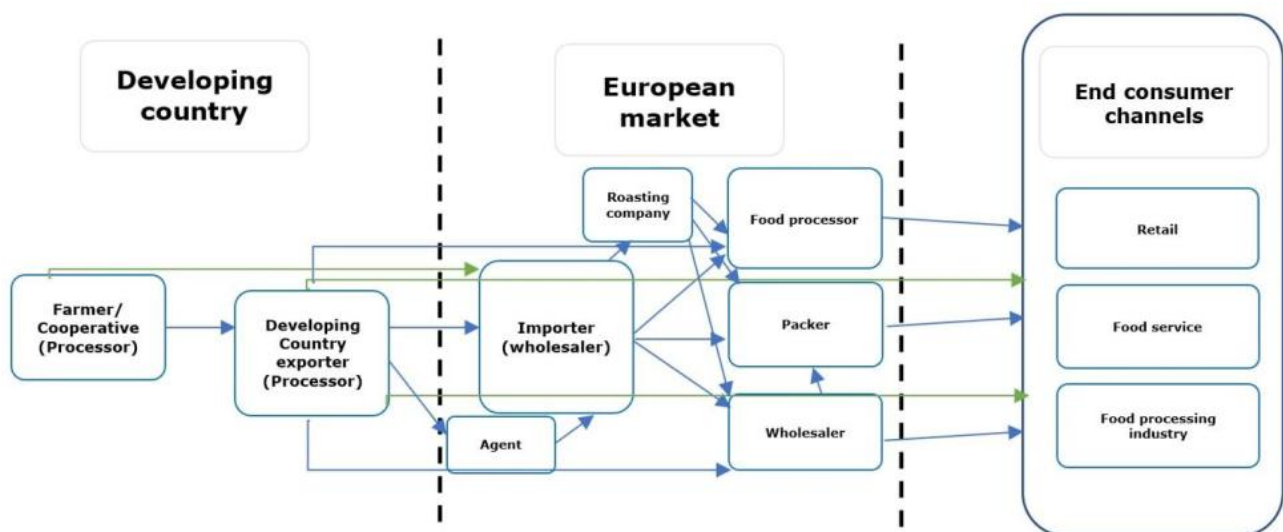 Developing
country
European
market
End consumer
channels
Roasting
company
Food processor
Retail
Farmer/
Cooperative
(Processor)
Developing
Country
exporter
(Processor)
Importer
(wholesaler)
Packer
Food service
Agent
Wholesaler
Food processing
industry